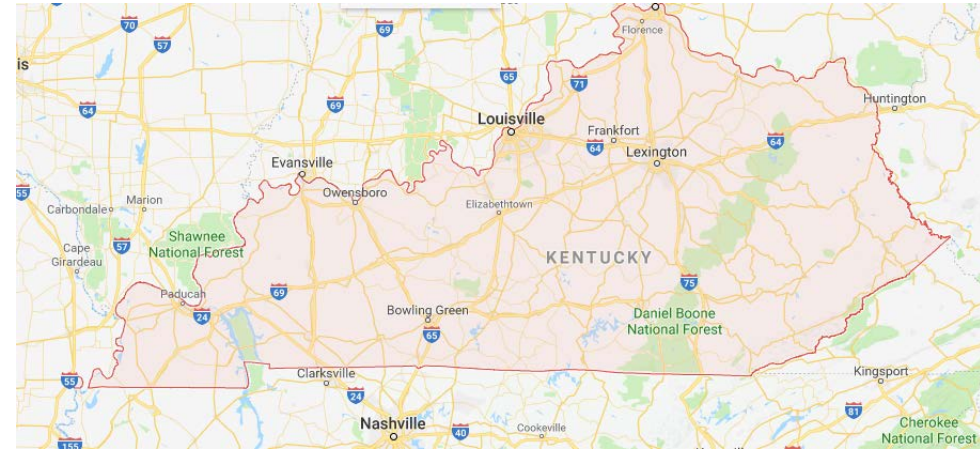 70
57
69
is
65
Florence
71
64
69
Huntington
Louisville
Frankfort
64
Lexington
64
Evansville
55
Owensboro
Elizabethtown
Carbondale
Marion
Shawnee
National Forest
57
Cape
Girardeau
KENTUCKY
Paducah
69
75
24
Bowling Green
65
Daniel Boone
National Forest
55
Clarksville
24
Kingsport
81
Nashville
40
Cookeville
Cherokee
National Forest
155